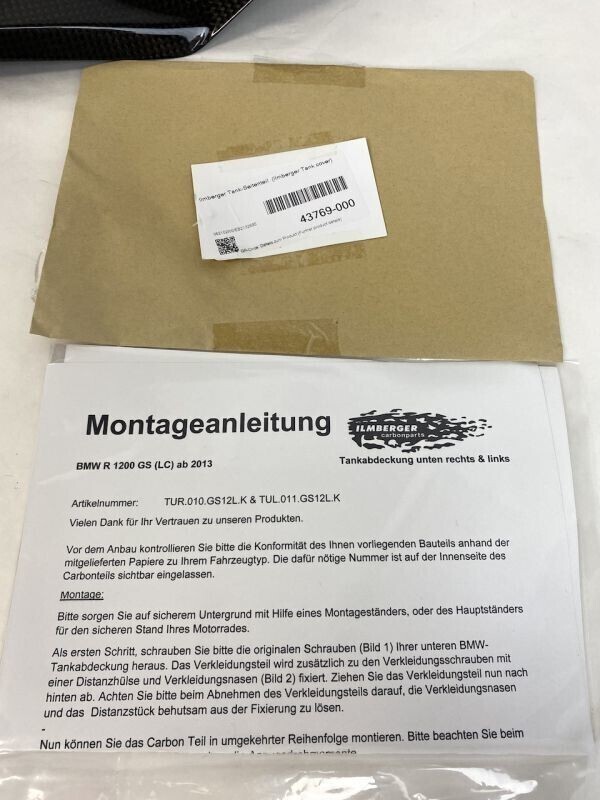 Ilmberger Tank-Seitenteil (Ilmberger Tank cover)
43769-000
QR-Code: Details zum Produkt (Further product details)
Montageanleitung
ILMBERGER
carbonparts
BMW R 1200 GS (LC) ab 2013
Tankabdeckung unten rechts & links
Artikelnummer: TUR.010.GS12L.K & TUL.011.GS12L.K
Vielen Dank für Ihr Vertrauen zu unseren Produkten.
Vor dem Anbau kontrollieren Sie bitte die Konformität des Ihnen vorliegenden Bauteils anhand der
mitgelieferten Papiere zu Ihrem Fahrzeugtyp. Die dafür nötige Nummer ist auf der Innenseite des
Carbonteils sichtbar eingelassen.
Montage:
Bitte sorgen Sie auf sicherem Untergrund mit Hilfe eines Montageständers, oder des Hauptständers
für den sicheren Stand Ihres Motorrades.
Als ersten Schritt, schrauben Sie bitte die originalen Schrauben (Bild 1) Ihrer unteren BMW-
Tankabdeckung heraus. Das Verkleidungsteil wird zusätzlich zu den Verkleidungsschrauben mit
einer Distanzhülse und Verkleidungsnasen (Bild 2) fixiert. Ziehen Sie das Verkleidungsteil nun nach
hinten ab. Achten Sie bitte beim Abnehmen des Verkleidungsteils darauf, die Verkleidungsnasen
und das Distanzstück behutsam aus der Fixierung zu lösen.
-
Nun können Sie das Carbon Teil in umgekehrter Reihenfolge montieren. Bitte beachten Sie beim